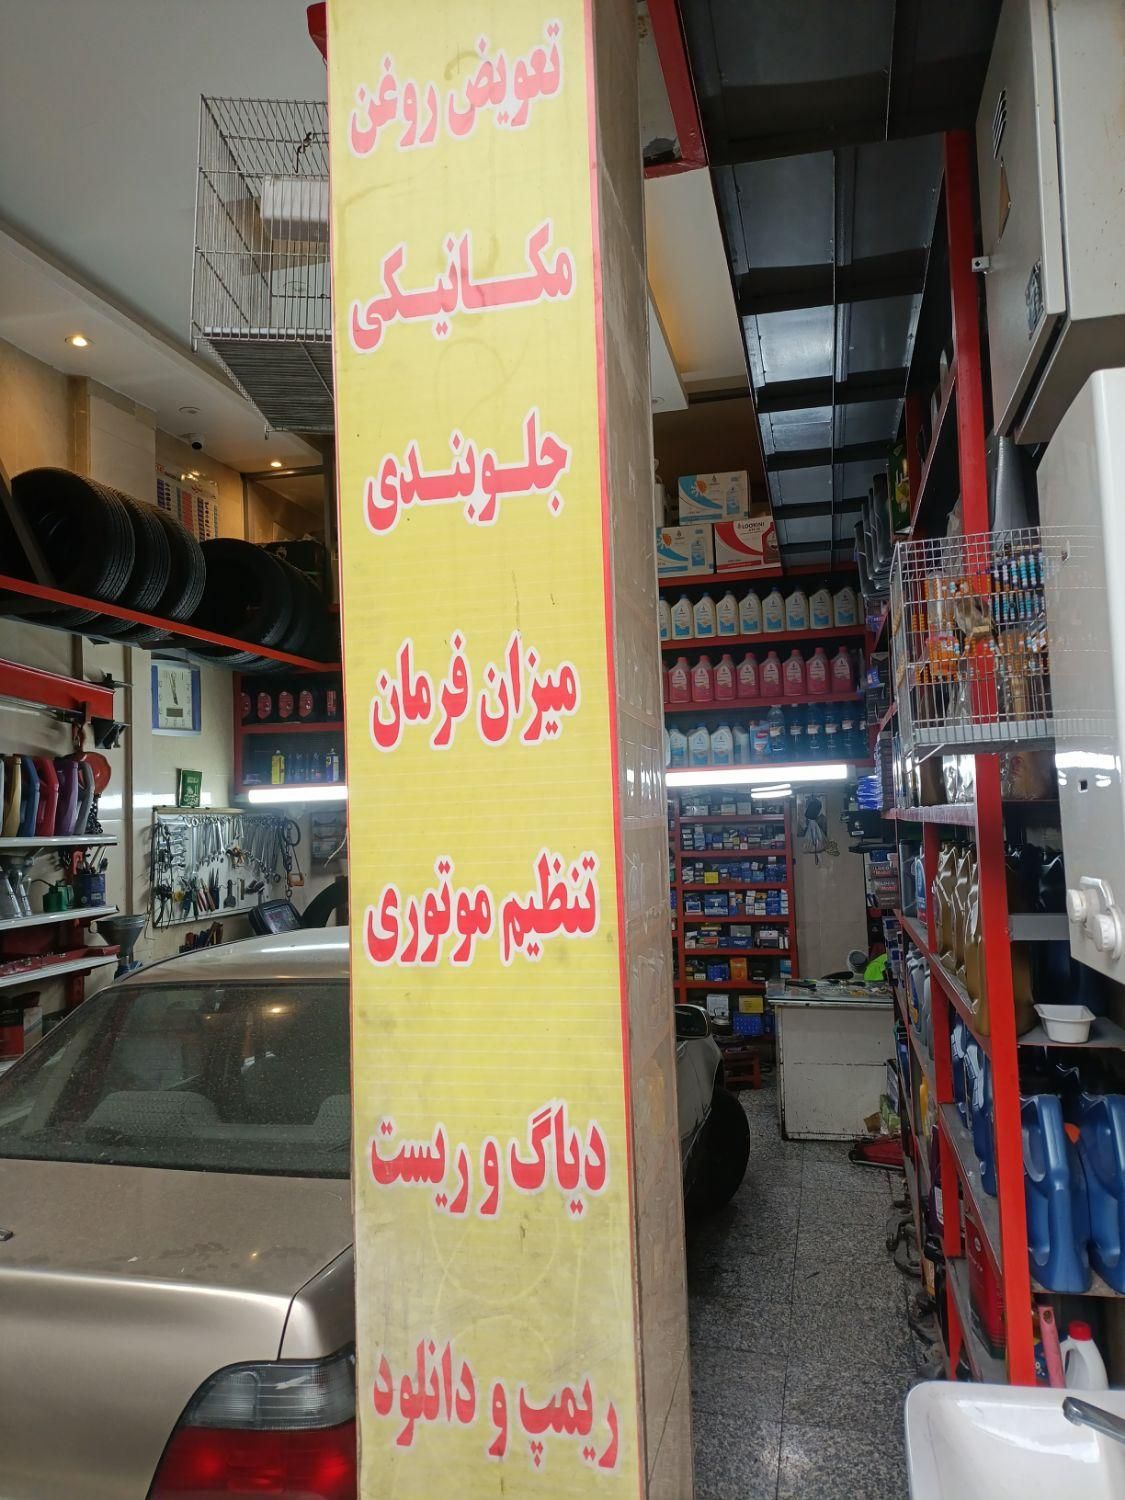 تعویض روغن
مکانیکی
جلوبندی
میزان فرمان
تنظیم موتوری
دیاگ و ریست
ریمپ و دانلود